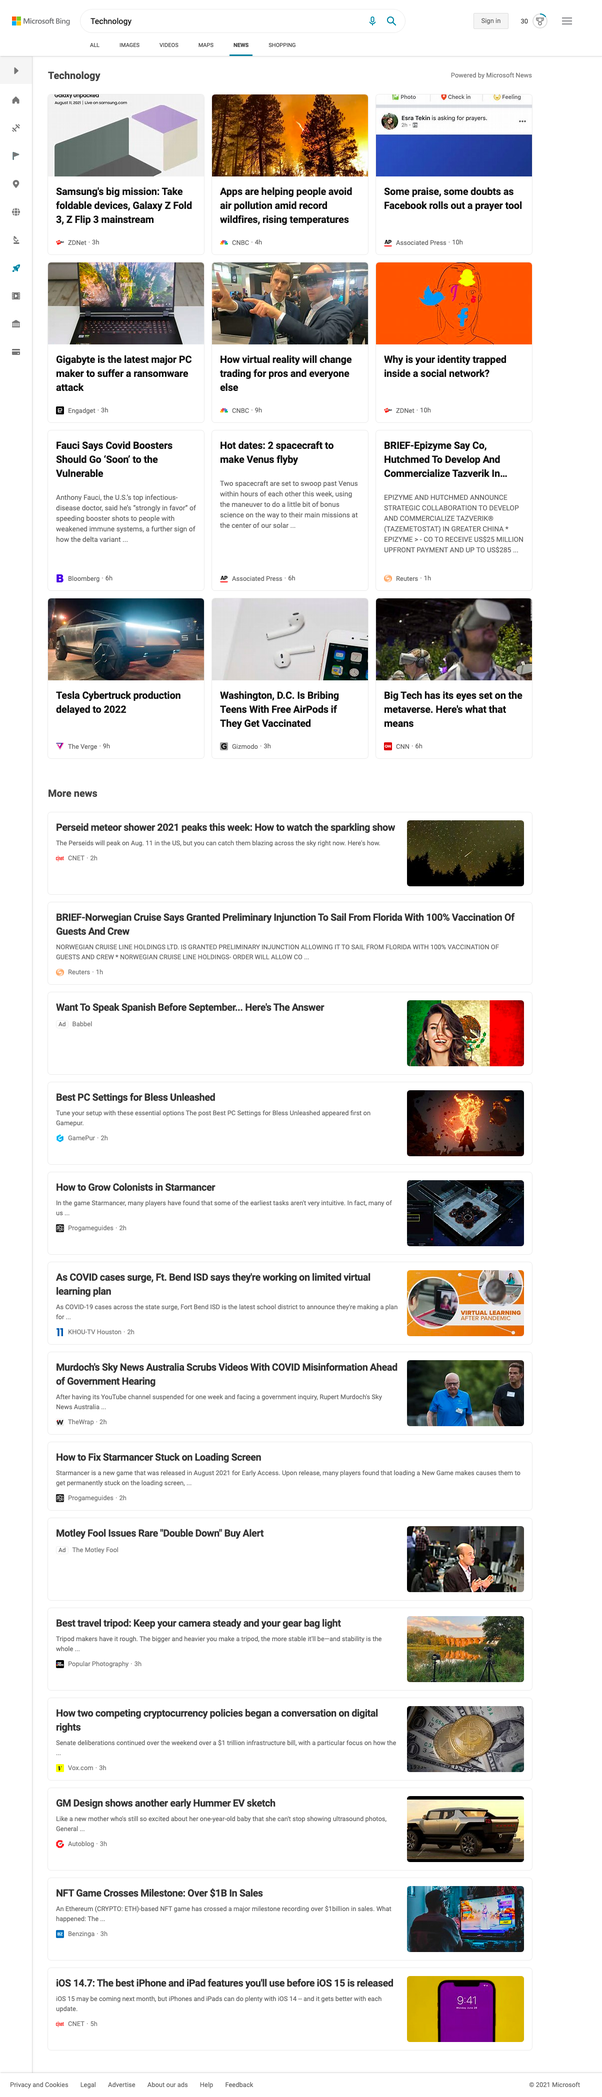 Microsoft Bing
Technology
Sign in
30
ALL
IMAGES
VIDEOS
MAPS
NEWS
SHOPPING
Technology
Powered by Microsoft News
Galaxy Unpacked
August 11, 2021 | Live on samsung.com
Samsung's big mission: Take
foldable devices, Galaxy Z Fold
3, Z Flip 3 mainstream
ZDNet · 3h
Apps are helping people avoid
air pollution amid record
wildfires, rising temperatures
CNBC · 4h
Photo
Check in
Feeling
Esra Tekin is asking for prayers.
2h ·
Some praise, some doubts as
Facebook rolls out a prayer tool
AP Associated Press · 10h
Gigabyte is the latest major PC
maker to suffer a ransomware
attack
Engadget · 3h
How virtual reality will change
trading for pros and everyone
else
CNBC · 9h
Why is your identity trapped
inside a social network?
ZDNet · 10h
Fauci Says Covid Boosters
Should Go ‘Soon’ to the
Vulnerable
Anthony Fauci, the U.S.’s top infectious-
disease doctor, said he’s “strongly in favor” of
speeding booster shots to people with
weakened immune systems, a further sign of
how the delta variant ...
B Bloomberg · 6h
Hot dates: 2 spacecraft to
make Venus flyby
Two spacecraft are set to swoop past Venus
within hours of each other this week, using
the maneuver to do a little bit of bonus
science on the way to their main missions at
the center of our solar ...
AP Associated Press · 6h
BRIEF-Epizyme Say Co,
Hutchmed To Develop And
Commercialize Tazverik In...
EPIZYME AND HUTCHMED ANNOUNCE
STRATEGIC COLLABORATION TO DEVELOP
AND COMMERCIALIZE TAZVERIK®
(TAZEMETOSTAT) IN GREATER CHINA *
EPIZYME > - CO TO RECEIVE US$25 MILLION
UPFRONT PAYMENT AND UP TO US$285 ...
Reuters · 1h
Tesla Cybertruck production
delayed to 2022
The Verge · 9h
Washington, D.C. Is Bribing
Teens With Free AirPods if
They Get Vaccinated
G Gizmodo · 3h
Big Tech has its eyes set on the
metaverse. Here's what that
means
CNN · 6h
More news
Perseid meteor shower 2021 peaks this week: How to watch the sparkling show
The Perseids will peak on Aug. 11 in the US, but you can catch them blazing across the sky right now. Here's how.
CNET · 2h
BRIEF-Norwegian Cruise Says Granted Preliminary Injunction To Sail From Florida With 100% Vaccination Of
Guests And Crew
NORWEGIAN CRUISE LINE HOLDINGS LTD. IS GRANTED PRELIMINARY INJUNCTION ALLOWING IT TO SAIL FROM FLORIDA WITH 100% VACCINATION OF
GUESTS AND CREW * NORWEGIAN CRUISE LINE HOLDINGS- ORDER WILL ALLOW CO ...
Reuters · 1h
Want To Speak Spanish Before September... Here's The Answer
Ad Babbel
Best PC Settings for Bless Unleashed
Tune your setup with these essential options The post Best PC Settings for Bless Unleashed appeared first on
Gamepur.
GamePur · 2h
How to Grow Colonists in Starmancer
In the game Starmancer, many players have found that some of the earliest tasks aren't very intuitive. In fact, many of
us ...
Progameguides · 2h
As COVID cases surge, Ft. Bend ISD says they're working on limited virtual
learning plan
As COVID-19 cases across the state surge, Fort Bend ISD is the latest school district to announce they're making a plan
for ...
11 KHOU-TV Houston · 2h
VIRTUAL LEARNING
AFTER PANDEMIC
Murdoch's Sky News Australia Scrubs Videos With COVID Misinformation Ahead
of Government Hearing
After having its YouTube channel suspended for one week and facing a government inquiry, Rupert Murdoch's Sky
News Australia ...
W TheWrap · 2h
How to Fix Starmancer Stuck on Loading Screen
Starmancer is a new game that was released in August 2021 for Early Access. Upon release, many players found that loading a New Game makes causes them to
get permanently stuck on the loading screen, ...
Progameguides · 2h
Motley Fool Issues Rare "Double Down" Buy Alert
Ad The Motley Fool
Best travel tripod: Keep your camera steady and your gear bag light
Tripod makers have it rough. The bigger and heavier you make a tripod, the more stable it'll be—and stability is the
whole ...
Popular Photography · 3h
How two competing cryptocurrency policies began a conversation on digital
rights
Senate deliberations continued over the weekend over a $1 trillion infrastructure bill, with a particular focus on how the
...
Vox.com · 3h
GM Design shows another early Hummer EV sketch
Like a new mother who's still so excited about her one-year-old baby that she can't stop showing ultrasound photos,
General ...
Autoblog · 3h
NFT Game Crosses Milestone: Over $1B In Sales
An Ethereum (CRYPTO: ETH)-based NFT game has crossed a major milestone recording over $1billion in sales. What
happened: The ...
Benzinga · 3h
iOS 14.7: The best iPhone and iPad features you'll use before iOS 15 is released
iOS 15 may be coming next month, but iPhones and iPads can do plenty with iOS 14 -- and it gets better with each
update.
CNET · 5h
9:41
Privacy and Cookies
Legal
Advertise
About our ads
Help
Feedback
© 2021 Microsoft